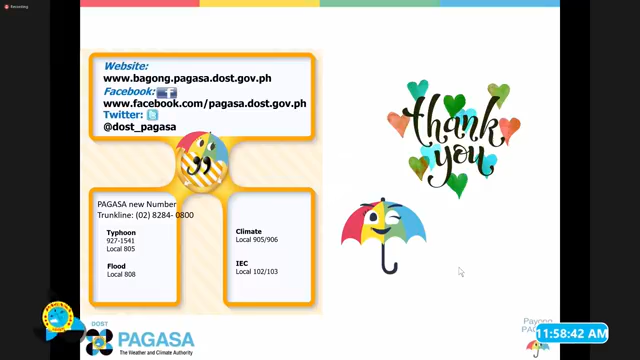 Recording
Website:
www.bagong.pagasa.dost.gov.ph
Facebook:
www.facebook.com/pagasa.dost.gov.ph
Twitter:
@dost_pagasa
thank
you
PAGASA new Number
Trunkline: (02) 8284- 0800
Typhoon
927-1541
Local 805
Flood
Local 808
Climate
Local 905/906
IEC
Local 102/103
DOST
PAGASA
The Weather and Climate Authority
Payong
PAG
11:58:42 AM